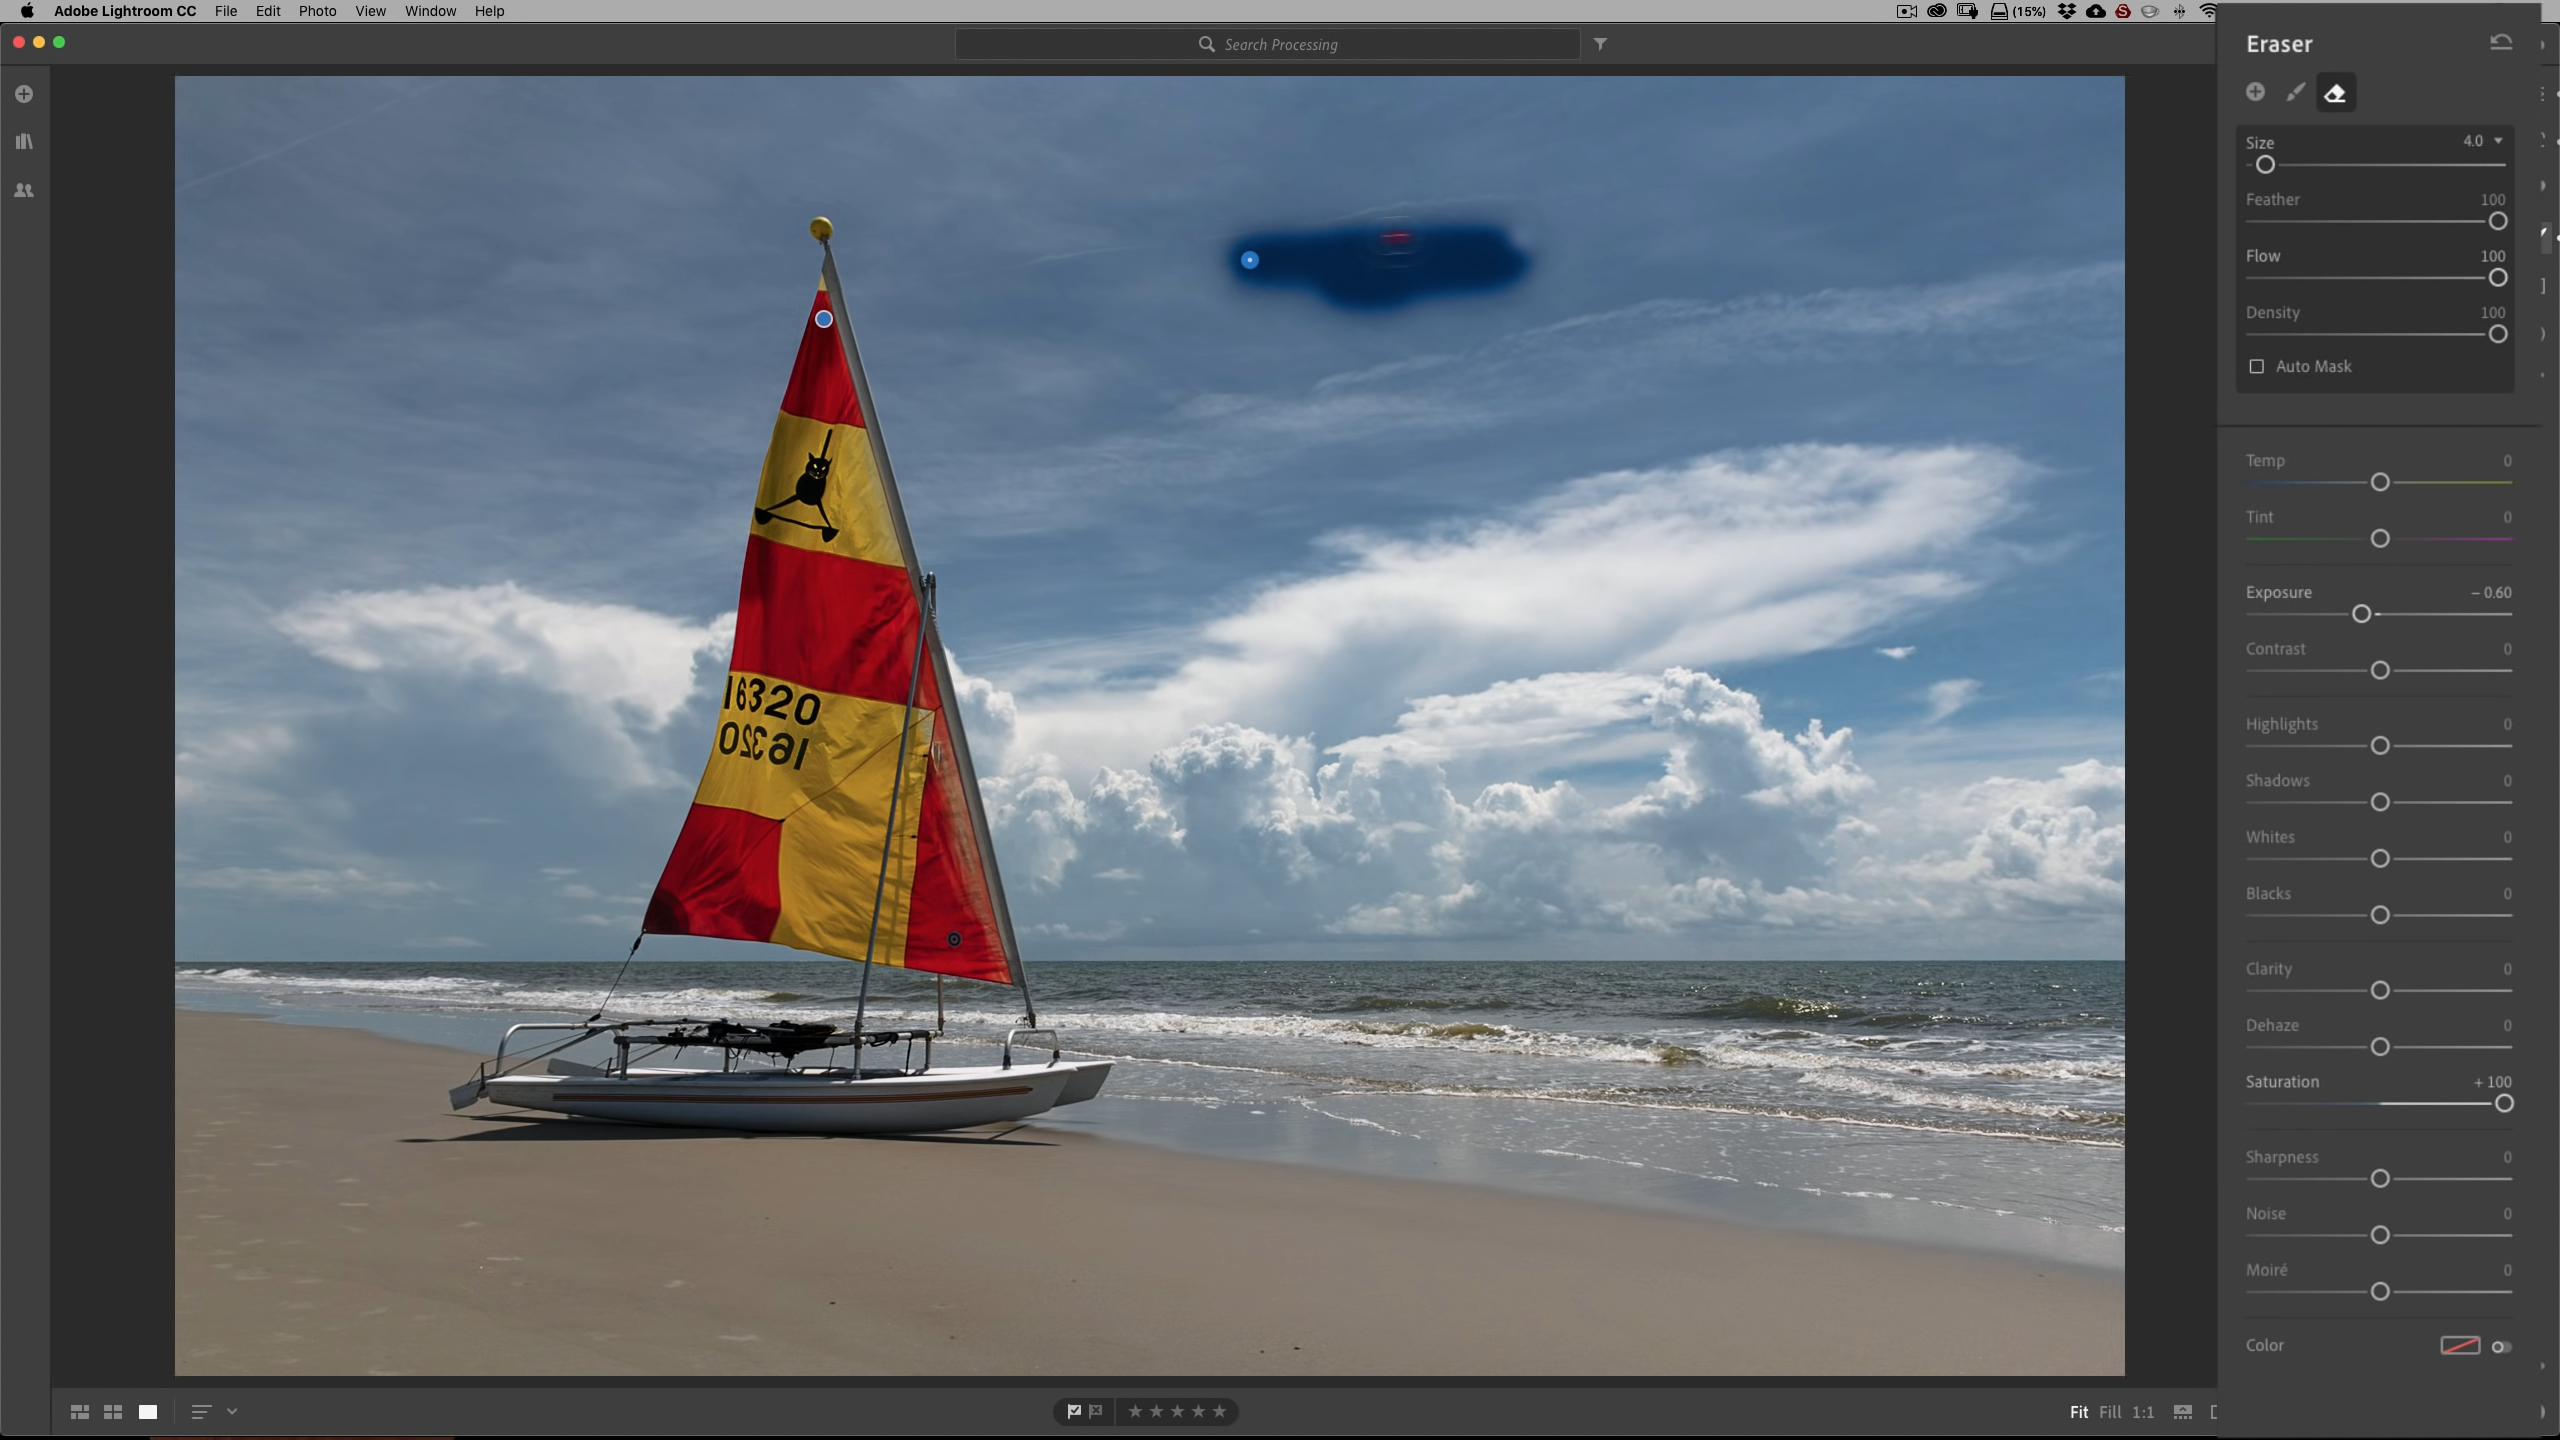 Adobe Lightroom CC File Edit Photo View Window Help (15%)
Search Processing
Eraser
Size 4.0
Feather 100
Flow 100
Density 100
Auto Mask
Temp 0
Tint 0
Exposure – 0.60
Contrast 0
Highlights 0
Shadows 0
Whites 0
Blacks 0
Clarity 0
Dehaze 0
Saturation + 100
Sharpness 0
Noise 0
Moiré 0
Color
16320
16320
Fit Fill 1:1